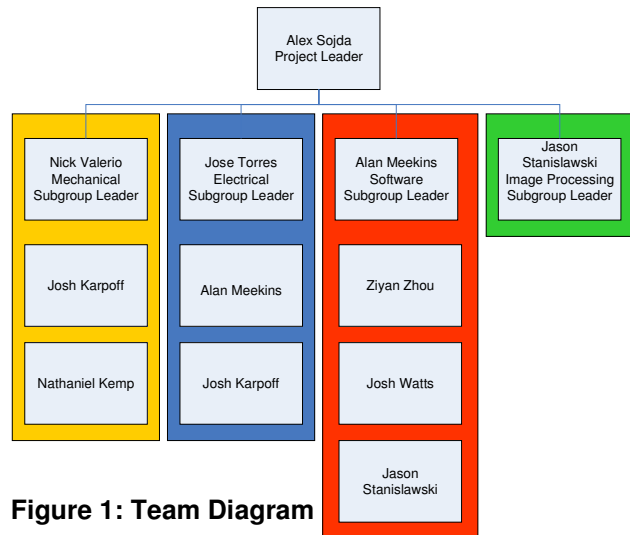 Alex Sojda
Project Leader
Nick Valerio
Mechanical
Subgroup Leader
Josh Karpoff
Nathaniel Kemp
Jose Torres
Electrical
Subgroup Leader
Alan Meekins
Josh Karpoff
Alan Meekins
Software
Subgroup Leader
Ziyan Zhou
Josh Watts
Jason
Stanislawski
Jason
Stanislawski
Image Processing
Subgroup Leader
Figure 1: Team Diagram